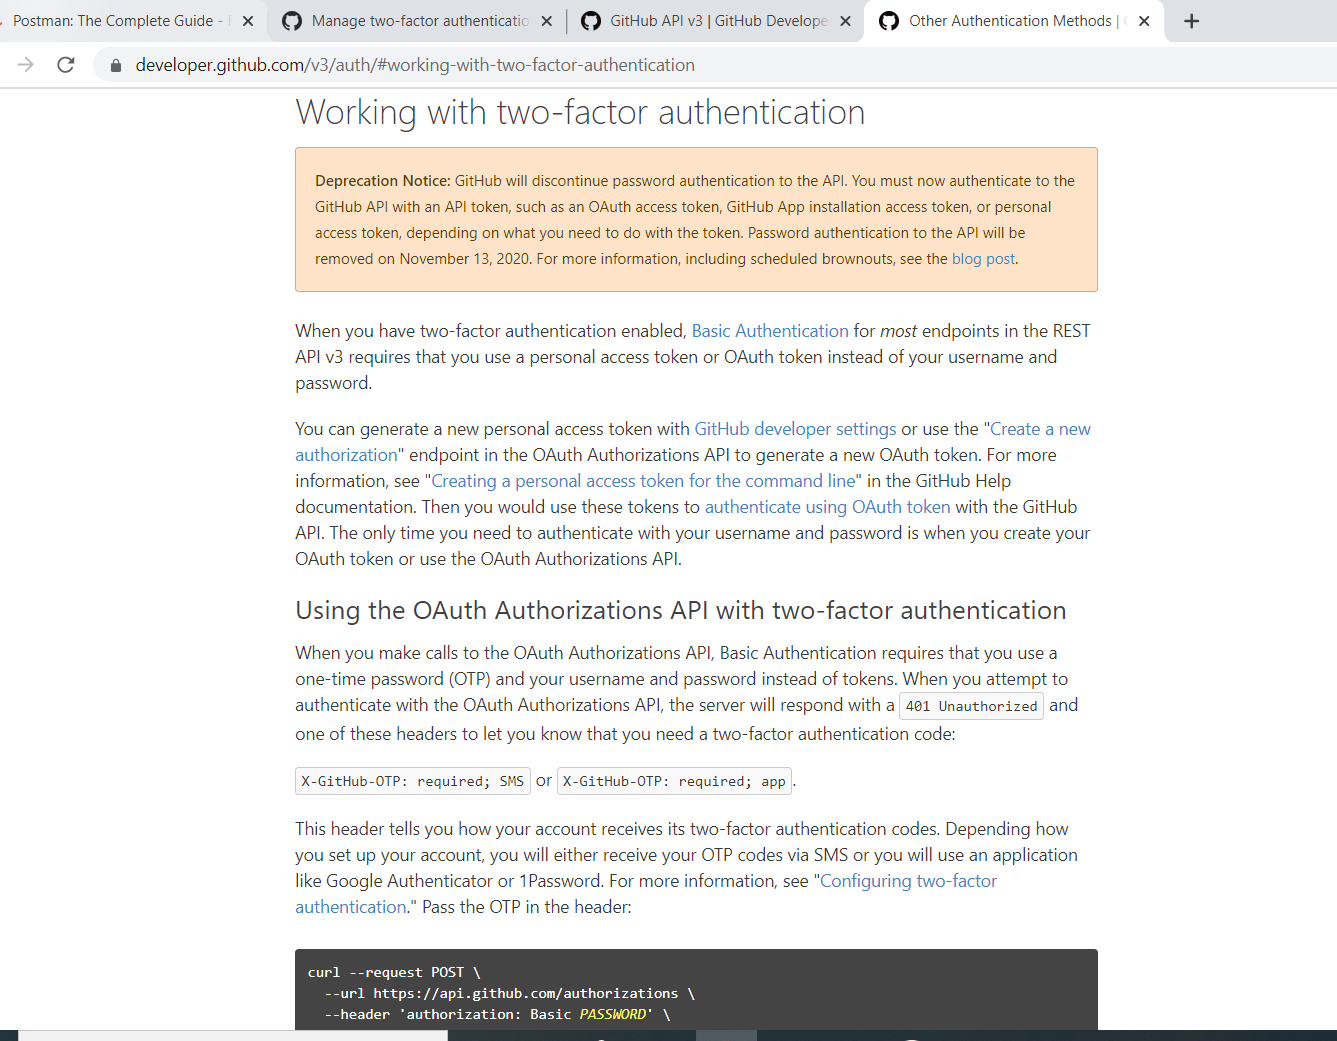 Postman: The Complete Guide -
Manage two-factor authenticatio
GitHub API v3 | GitHub Develope
Other Authentication Methods |
developer.github.com/v3/auth/#working-with-two-factor-authentication
Working with two-factor authentication
Deprecation Notice: GitHub will discontinue password authentication to the API. You must now authenticate to the
GitHub API with an API token, such as an OAuth access token, GitHub App installation access token, or personal
access token, depending on what you need to do with the token. Password authentication to the API will be
removed on November 13, 2020. For more information, including scheduled brownouts, see the blog post.
When you have two-factor authentication enabled, Basic Authentication for most endpoints in the REST
API v3 requires that you use a personal access token or OAuth token instead of your username and
password.
You can generate a new personal access token with GitHub developer settings or use the "Create a new
authorization" endpoint in the OAuth Authorizations API to generate a new OAuth token. For more
information, see "Creating a personal access token for the command line" in the GitHub Help
documentation. Then you would use these tokens to authenticate using OAuth token with the GitHub
API. The only time you need to authenticate with your username and password is when you create your
OAuth token or use the OAuth Authorizations API.
Using the OAuth Authorizations API with two-factor authentication
When you make calls to the OAuth Authorizations API, Basic Authentication requires that you use a
one-time password (OTP) and your username and password instead of tokens. When you attempt to
authenticate with the OAuth Authorizations API, the server will respond with a 401 Unauthorized and
one of these headers to let you know that you need a two-factor authentication code:
X-GitHub-OTP: required; SMS or X-GitHub-OTP: required; app.
This header tells you how your account receives its two-factor authentication codes. Depending how
you set up your account, you will either receive your OTP codes via SMS or you will use an application
like Google Authenticator or 1Password. For more information, see "Configuring two-factor
authentication." Pass the OTP in the header:
curl --request POST \
--url https://api.github.com/authorizations \
--header 'authorization: Basic PASSWORD' \